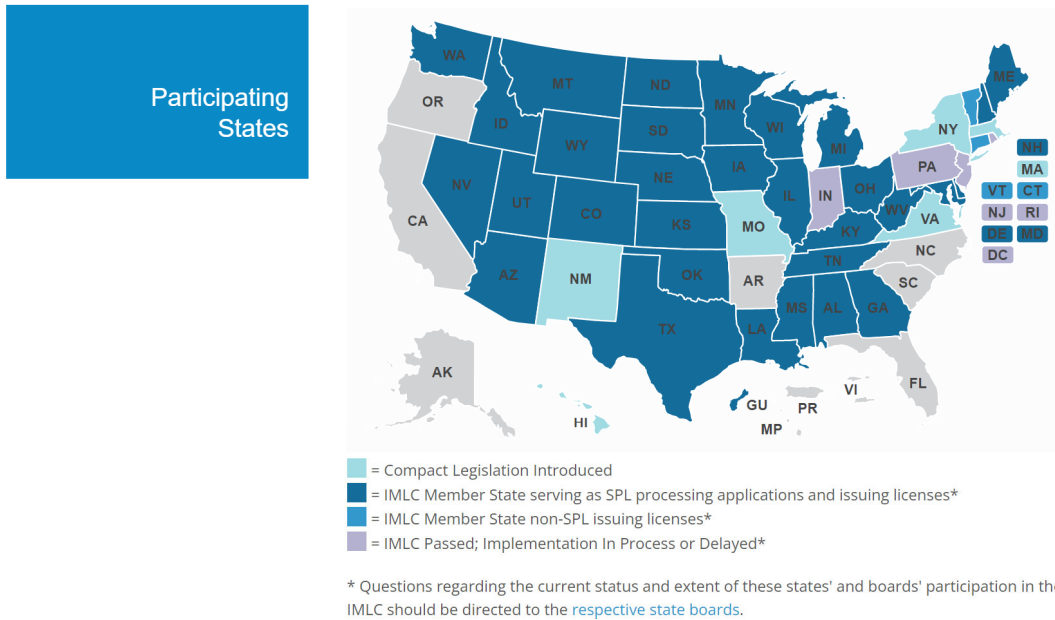 Participating
States
WA
MT
ND
MN
ME
OR
ID
SD
WI
NY
MI
WY
NH
IA
PA
MA
NE
NV
IL
IN
OH
VT
CT
UT
CO
WV
NJ
RI
CA
KS
MO
VA
KY
DE
MD
NC
DC
TN
AZ
NM
OK
AR
SC
MS
AL
GA
TX
LA
AK
FL
VI
GU
PR
HI
MP
= Compact Legislation Introduced
= IMLC Member State serving as SPL processing applications and issuing licenses*
= IMLC Member State non-SPL issuing licenses*
= IMLC Passed; Implementation In Process or Delayed*
* Questions regarding the current status and extent of these states' and boards' participation in the
IMLC should be directed to the respective state boards.